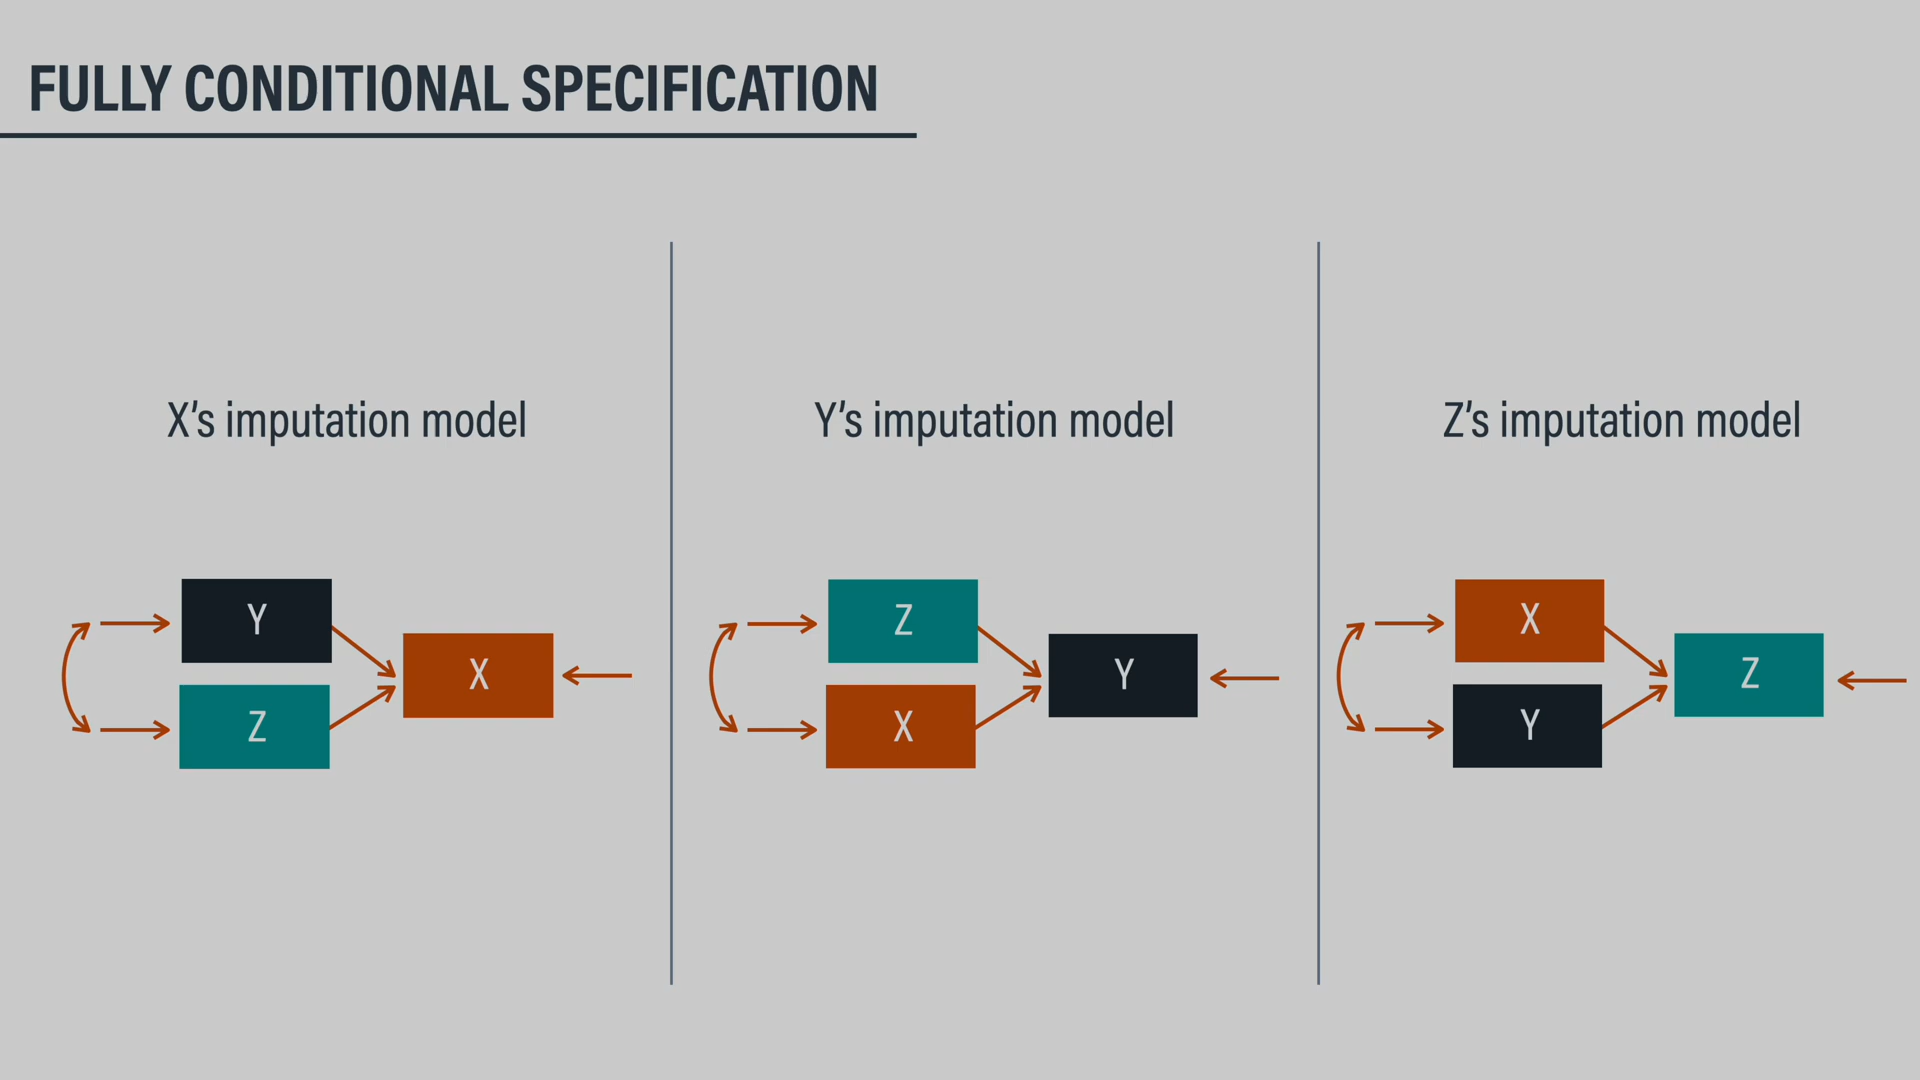 FULLY CONDITIONAL SPECIFICATION
X’s imputation model
Y
Z
X
Y’s imputation model
Z
X
Y
Z’s imputation model
X
Y
Z